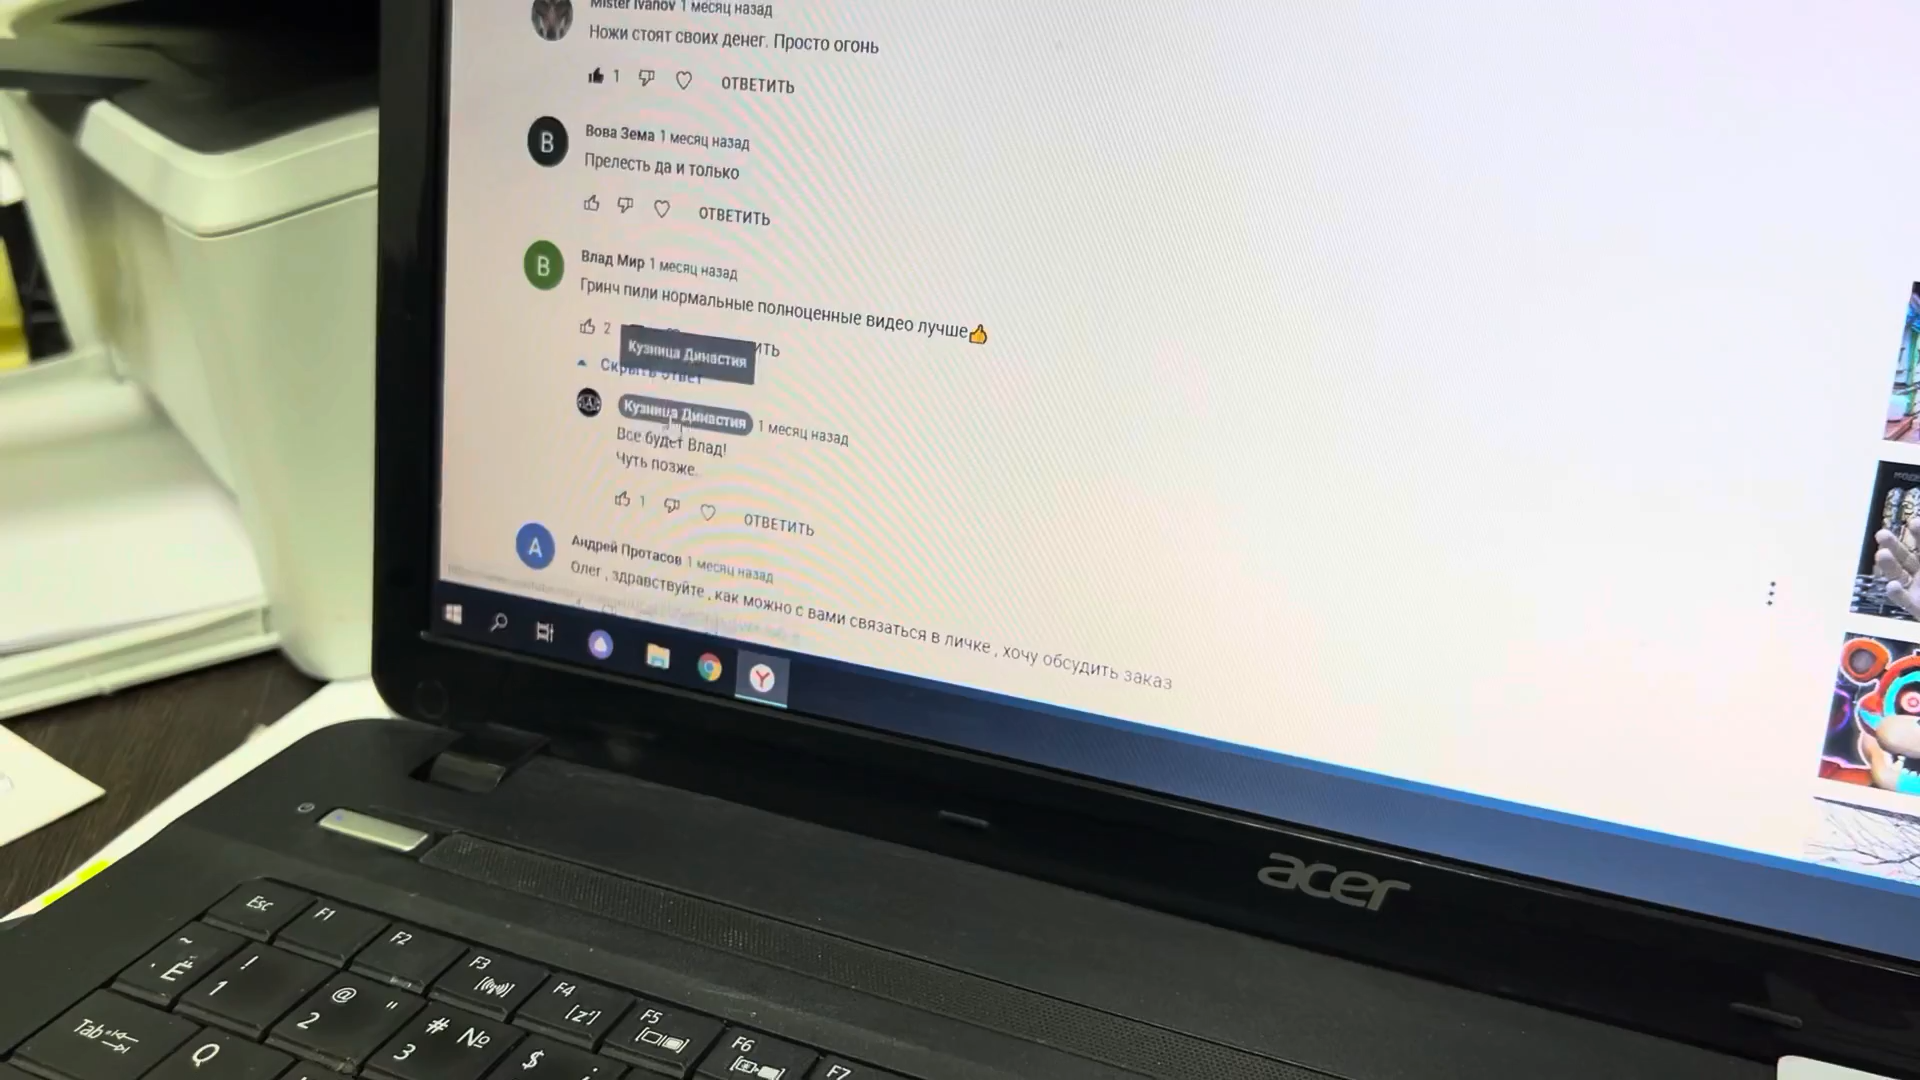 Mister Ivanov 1 месяц назад
Ножи стоят своих денег. Просто огонь
1 ОТВЕТИТЬ
В
Вова Зема 1 месяц назад
Прелесть да и только
ОТВЕТИТЬ
В
Влад Мир 1 месяц назад
Гринч пили нормальные полноценные видео лучше👍
2
Кузница Династия
Скрыть ответ
Кузница Династия 1 месяц назад
Все будет Влад!
Чуть позже.
1 ОТВЕТИТЬ
А
Андрей Протасов 1 месяц назад
Олег , здравствуйте , как можно с вами связаться в личке , хочу обсудить заказ
acer
Esc F1 F2 F3 F4 F5 F6 F7
~ Ё ! 1 @ " 2 # № 3 $ ;
Tab Q